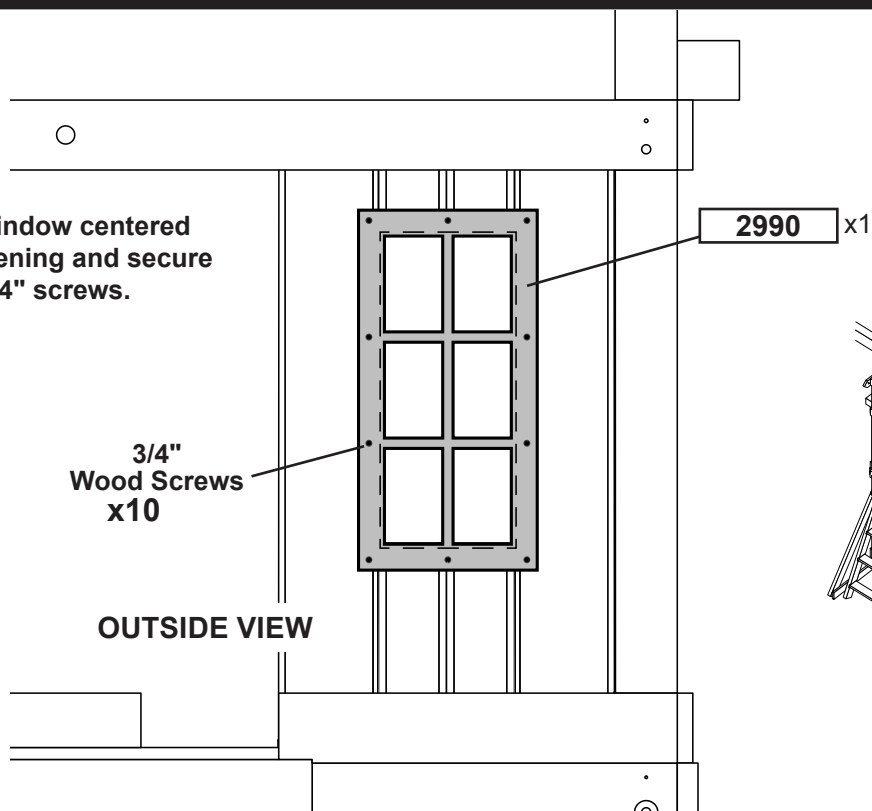 indow centered
ening and secure
4" screws.
2990 x1
3/4"
Wood Screws
x10
OUTSIDE VIEW